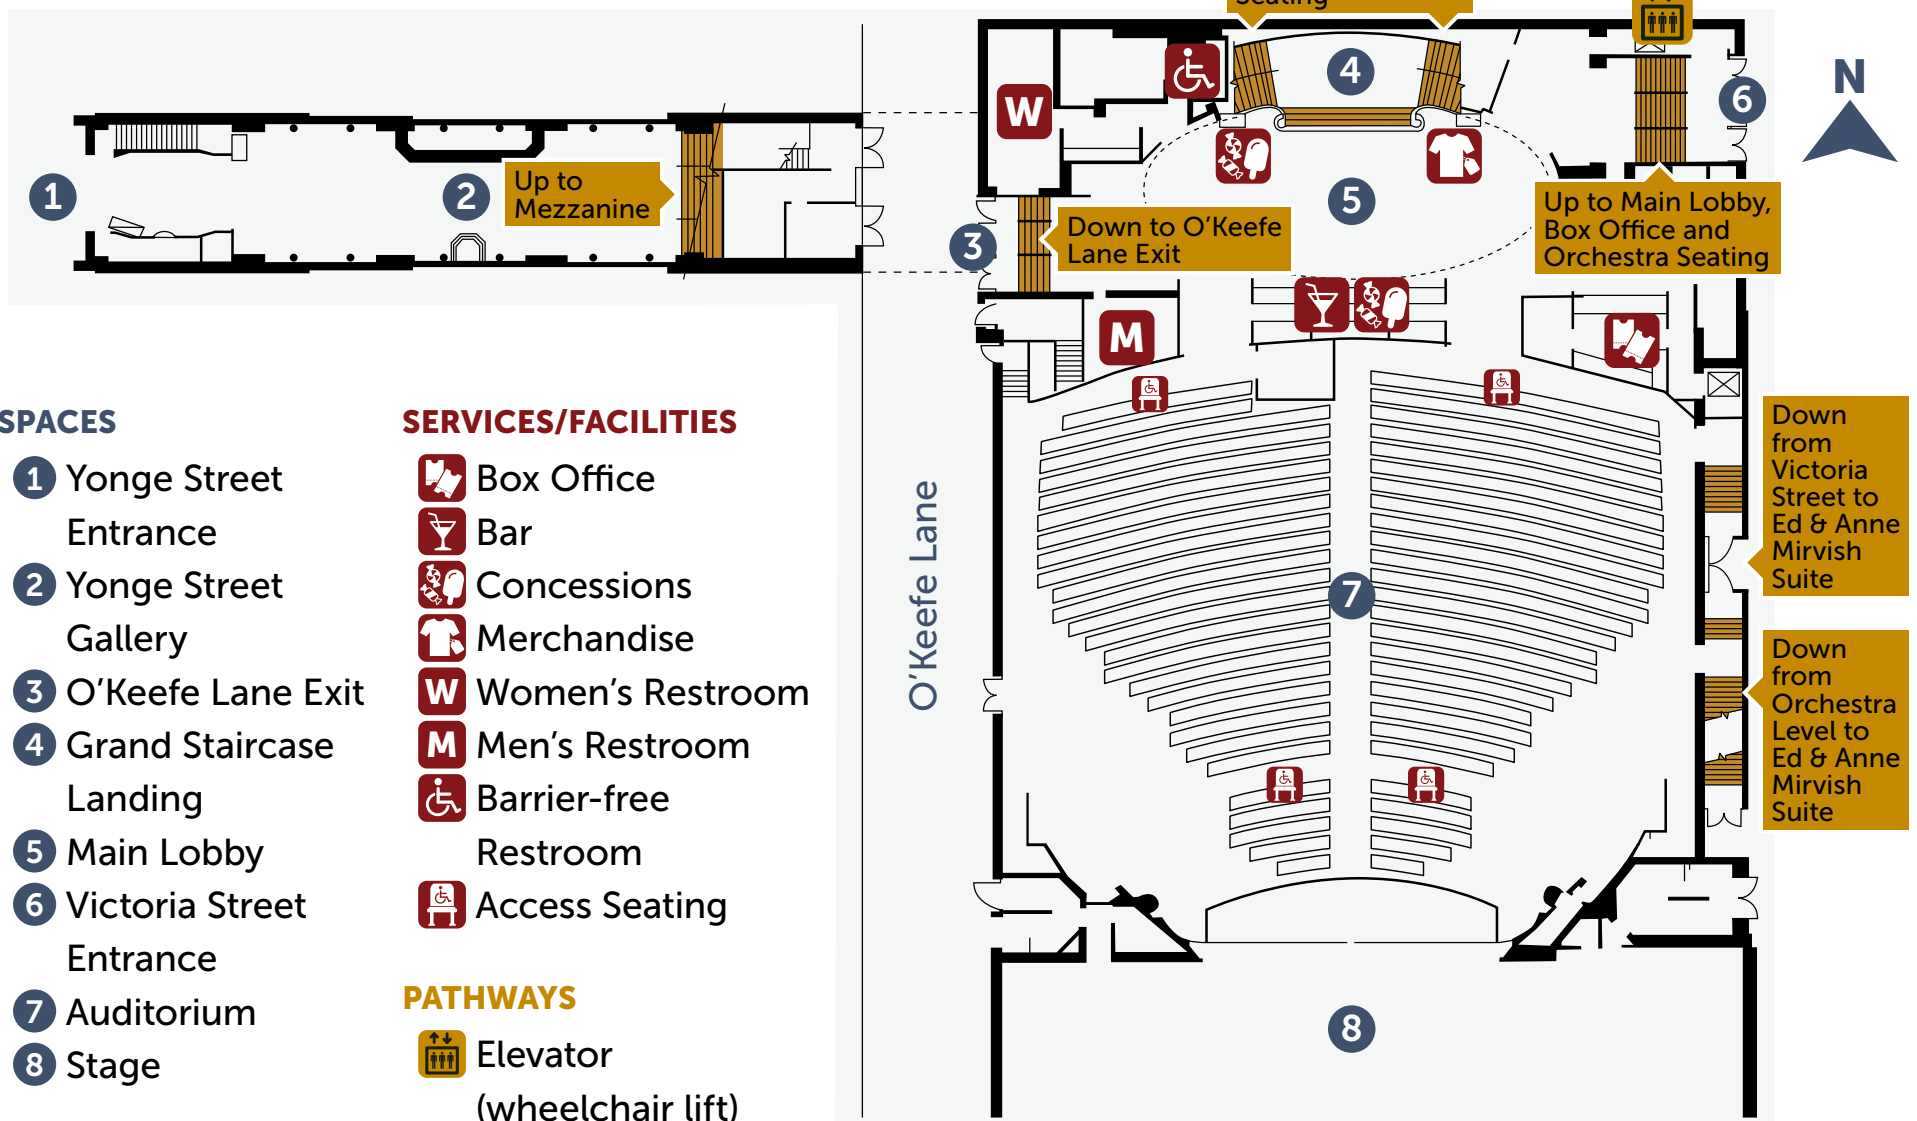 Seating
N
W
4
6
1
2
Up to
Mezzanine
3
Down to O'Keefe
Lane Exit
5
Up to Main Lobby,
Box Office and
Orchestra Seating
M
O'Keefe Lane
7
8
Down
from
Victoria
Street to
Ed & Anne
Mirvish
Suite
Down
from
Orchestra
Level to
Ed & Anne
Mirvish
Suite
SPACES
1 Yonge Street
Entrance
2 Yonge Street
Gallery
3 O'Keefe Lane Exit
4 Grand Staircase
Landing
5 Main Lobby
6 Victoria Street
Entrance
7 Auditorium
8 Stage
SERVICES/FACILITIES
Box Office
Bar
Concessions
Merchandise
W Women's Restroom
M Men's Restroom
Barrier-free
Restroom
Access Seating
PATHWAYS
Elevator
(wheelchair lift)